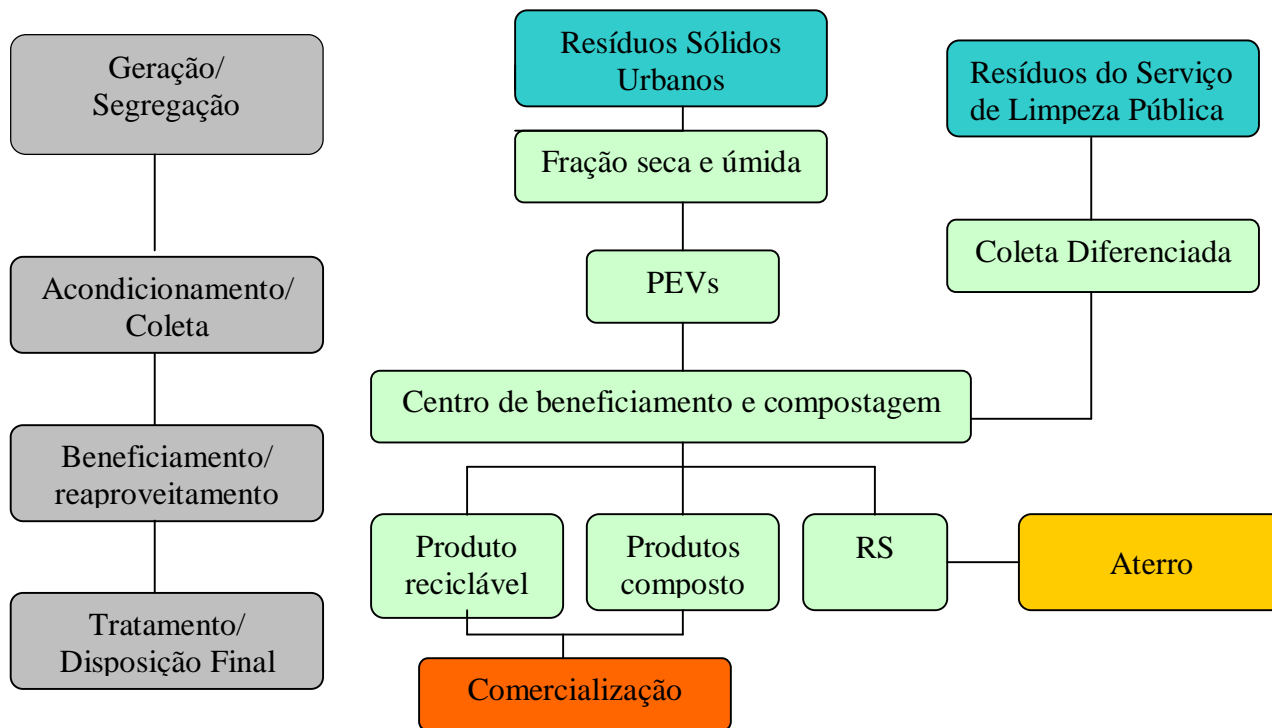 Geração/
Segregação
Acondicionamento/
Coleta
Beneficiamento/
reaproveitamento
Tratamento/
Disposição Final
Resíduos Sólidos
Urbanos
Fração seca e úmida
PEVs
Resíduos do Serviço
de Limpeza Pública
Coleta Diferenciada
Centro de beneficiamento e compostagem
Produto
reciclável
Produtos
composto
RS
Aterro
Comercialização